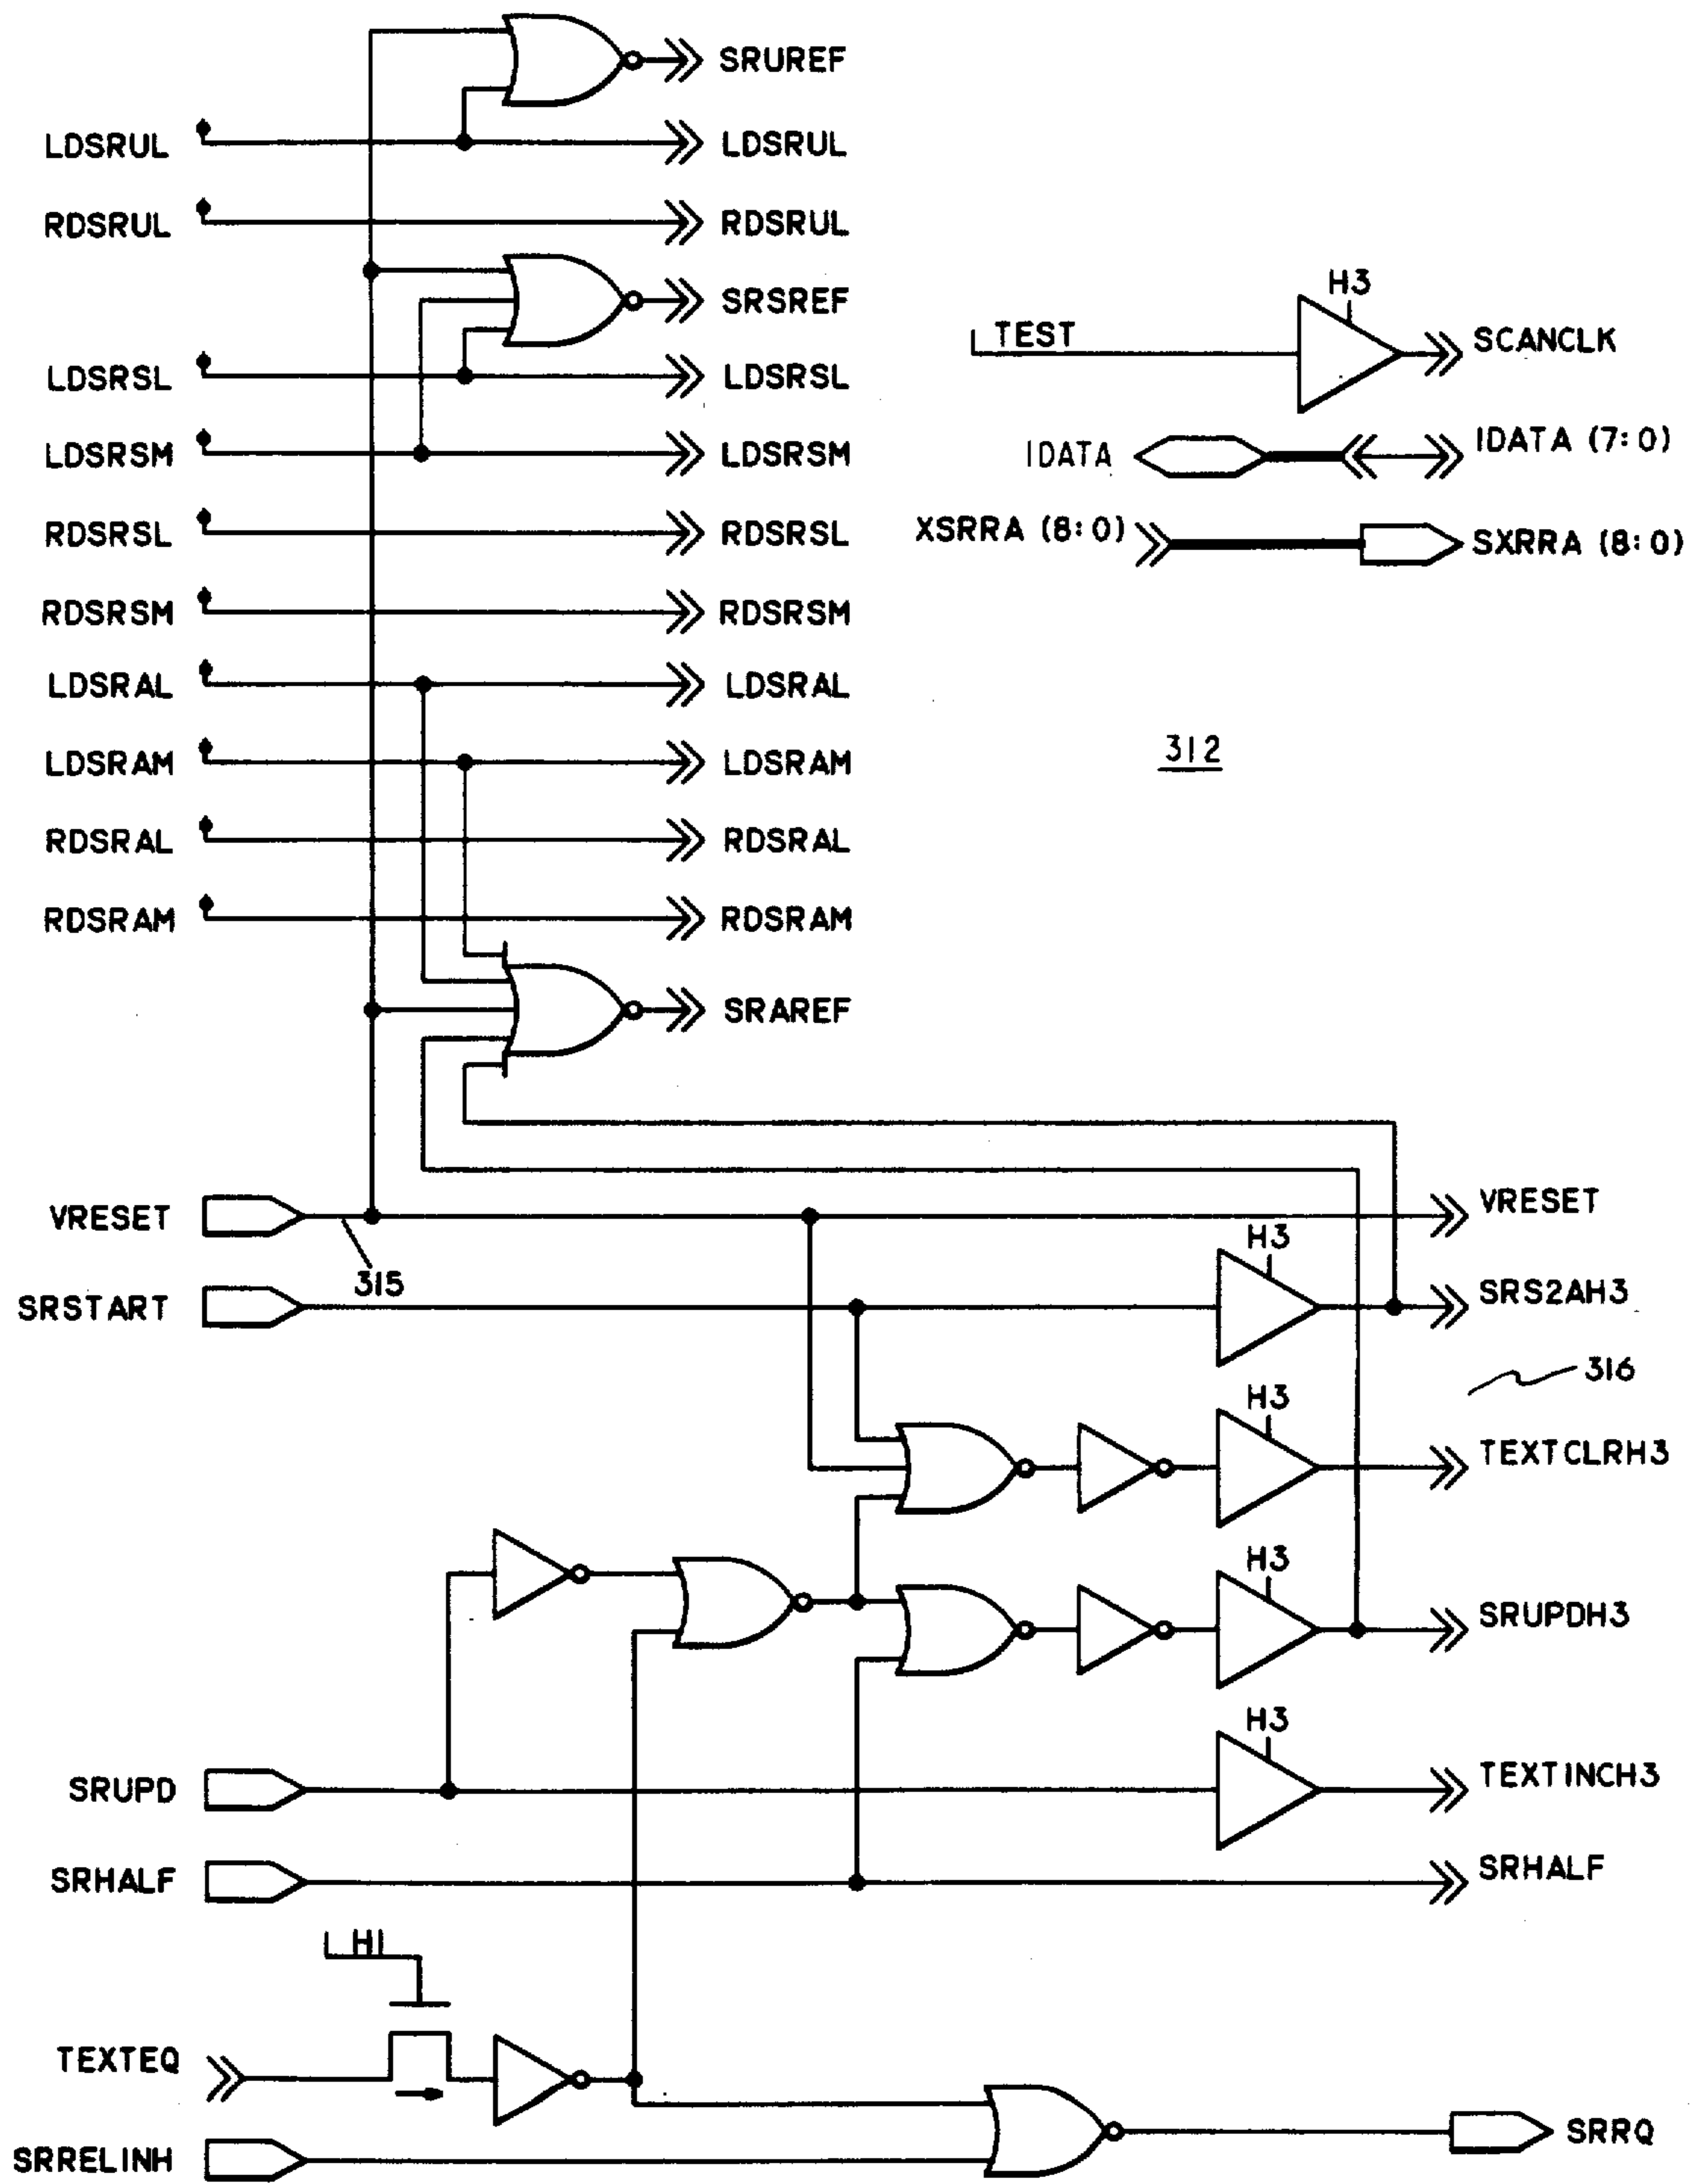 SRUREF
LDSRUL LDSRUL
RDSRUL RDSRUL
SRSREF
H3
TEST SCANCLK
LDSRSL LDSRSL
LDSRSM LDSRSM
IDATA IDATA (7:0)
RDSRSL RDSRSL
XSRRA (8:0) SXRRA (8:0)
RDSRSM RDSRSM
LDSRAL LDSRAL
LDSRAM LDSRAM
312
RDSRAL RDSRAL
RDSRAM RDSRAM
SRAREF
VRESET VRESET
315
H3
SRSTART SRS2AH3
316
H3
TEXTCLRH3
H3
SRUPDH3
H3
SRUPD TEXTINCH3
SRHALF SRHALF
H1
TEXTEQ
SRRELINH SRRQ